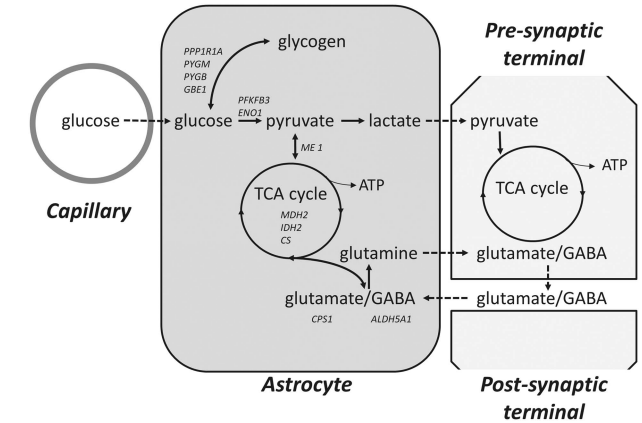 PPP1R1A
PYGM
PYGB
GBE1
glycogen
Pre-synaptic
terminal
glucose
glucose
PFKFB3
ENO1
pyruvate
lactate
pyruvate
ME 1
TCA cycle
MDH2
IDH2
CS
ATP
TCA cycle
ATP
Capillary
glutamine
glutamate/GABA
glutamate/GABA
CPS1
ALDH5A1
glutamate/GABA
Astrocyte
Post-synaptic
terminal